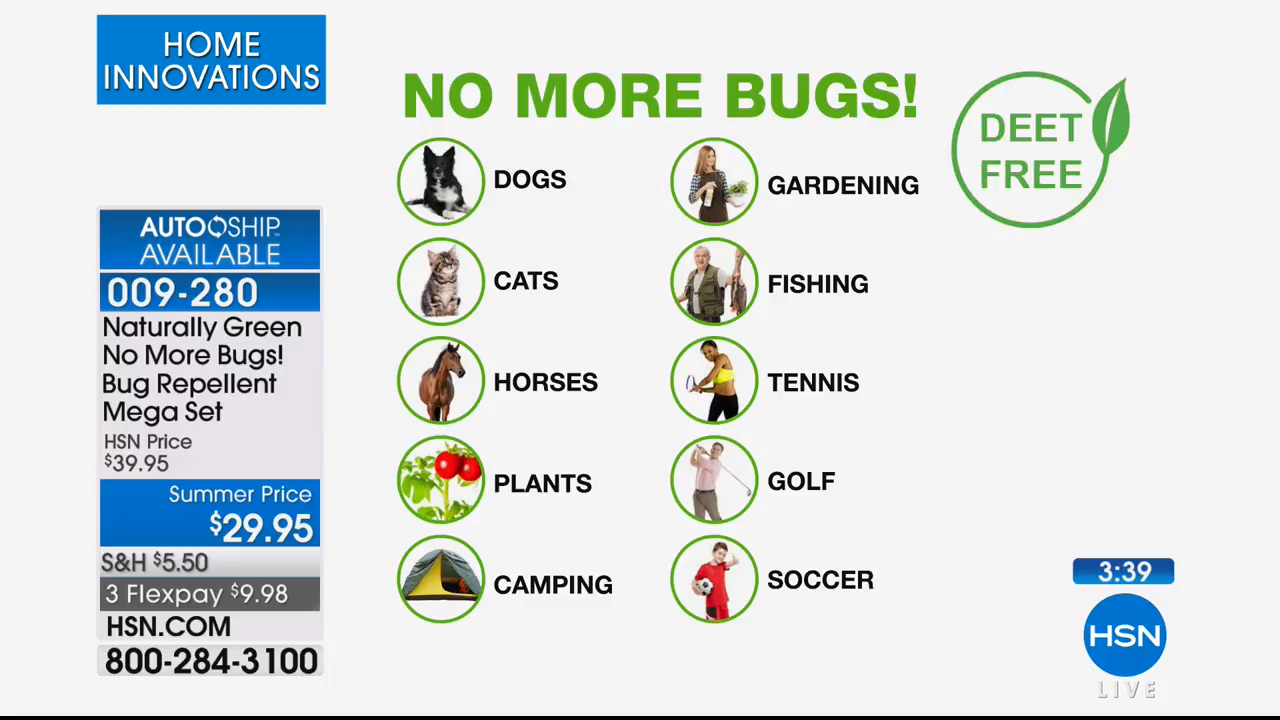 HOME
INNOVATIONS
NO MORE BUGS!
DEET
FREE
DOGS
GARDENING
CATS
FISHING
HORSES
TENNIS
PLANTS
GOLF
CAMPING
SOCCER
AUTOSHIP
AVAILABLE
009-280
Naturally Green
No More Bugs!
Bug Repellent
Mega Set
HSN Price
$39.95
Summer Price
$29.95
S&H $5.50
3 Flexpay $9.98
HSN.COM
800-284-3100
3:39
HSN
LIVE